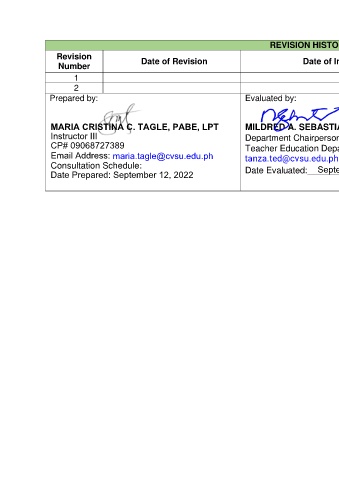 REVISION HISTO
Revision Number
Date of Revision
Date of I
1
2
Prepared by:
MARIA CRISTINA C. TAGLE, PABE, LPT
Instructor III
CP# 09068727389
Email Address: maria.tagle@cvsu.edu.ph
Consultation Schedule:
Date Prepared: September 12, 2022
Evaluated by:
MILDRED A. SEBASTI
Department Chairperso
Teacher Education Dep
tanza.ted@cvsu.edu.ph
Date Evaluated: Septe